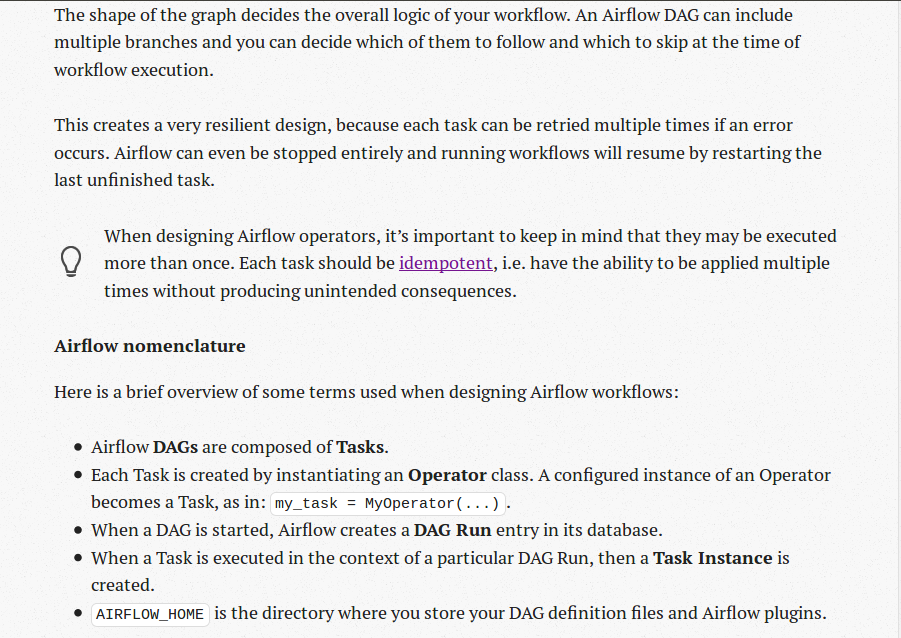 The shape of the graph decides the overall logic of your workflow. An Airflow DAG can include
multiple branches and you can decide which of them to follow and which to skip at the time of
workflow execution.
This creates a very resilient design, because each task can be retried multiple times if an error
occurs. Airflow can even be stopped entirely and running workflows will resume by restarting the
last unfinished task.
When designing Airflow operators, it’s important to keep in mind that they may be executed
more than once. Each task should be idempotent, i.e. have the ability to be applied multiple
times without producing unintended consequences.
Airflow nomenclature
Here is a brief overview of some terms used when designing Airflow workflows:
• Airflow DAGs are composed of Tasks.
• Each Task is created by instantiating an Operator class. A configured instance of an Operator
becomes a Task, as in: my_task = MyOperator(...).
• When a DAG is started, Airflow creates a DAG Run entry in its database.
• When a Task is executed in the context of a particular DAG Run, then a Task Instance is
created.
• AIRFLOW_HOME is the directory where you store your DAG definition files and Airflow plugins.